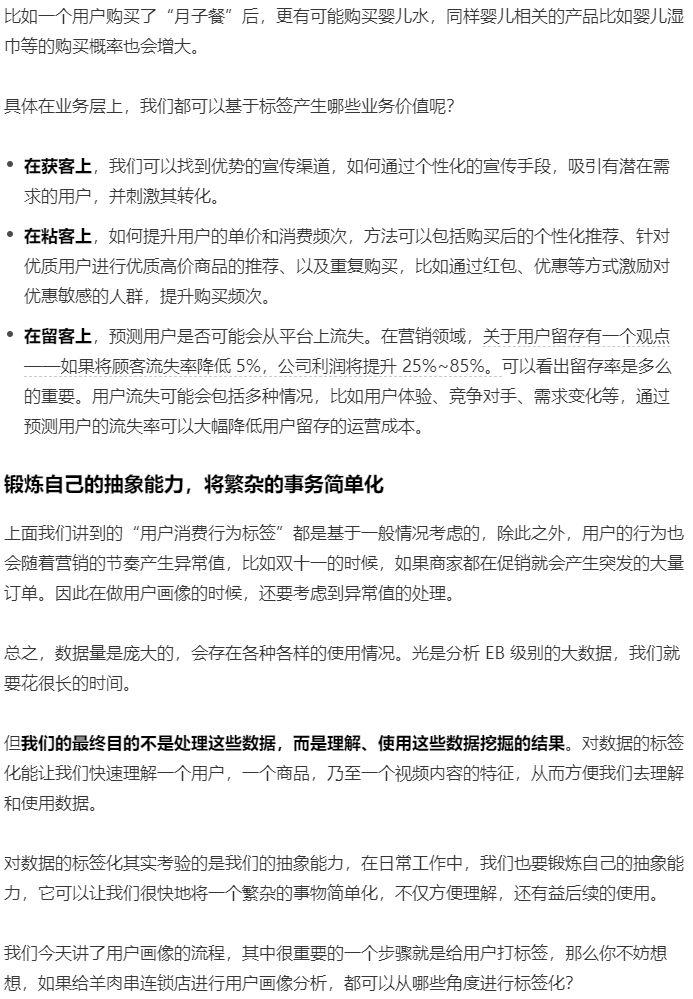 比如一个用户购买了“月子餐”后，更有可能购买婴儿水，同样婴儿相关的产品比如婴儿湿
巾等的购买概率也会增大。
具体在业务层上，我们都可以基于标签产生哪些业务价值呢？
• 在获客上，我们可以找到优势的宣传渠道，如何通过个性化的宣传手段，吸引有潜在需
求的用户，并刺激其转化。
• 在粘客上，如何提升用户的单价和消费频次，方法可以包括购买后的个性化推荐、针对
优质用户进行优质高价商品的推荐、以及重复购买，比如通过红包、优惠等方式激励对
优惠敏感的人群，提升购买频次。
• 在留客上，预测用户是否可能会从平台上流失。在营销领域，关于用户留存有一个观点
——如果将顾客流失率降低 5%，公司利润将提升 25%~85%。可以看出留存率是多么
的重要。用户流失可能会包括多种情况，比如用户体验、竞争对手、需求变化等，通过
预测用户的流失率可以大幅降低用户留存的运营成本。
锻炼自己的抽象能力，将繁杂的事务简单化
上面我们讲到的“用户消费行为标签”都是基于一般情况考虑的，除此之外，用户的行为也
会随着营销的节奏产生异常值，比如双十一的时候，如果商家都在促销就会产生突发的大量
订单。因此在做用户画像的时候，还要考虑到异常值的处理。
总之，数据量是庞大的，会存在各种各样的使用情况。光是分析 EB 级别的大数据，我们就
要花很长的时间。
但我们的最终目的不是处理这些数据，而是理解、使用这些数据挖掘的结果。对数据的标签
化能让我们快速理解一个用户，一个商品，乃至一个视频内容的特征，从而方便我们去理解
和使用数据。
对数据的标签化其实考验的是我们的抽象能力，在日常工作中，我们也要锻炼自己的抽象能
力，它可以让我们很快地将一个繁杂的事物简单化，不仅方便理解，还有益后续的使用。
我们今天讲了用户画像的流程，其中很重要的一个步骤就是给用户打标签，那么你不妨想
想，如果给羊肉串连锁店进行用户画像分析，都可以从哪些角度进行标签化？